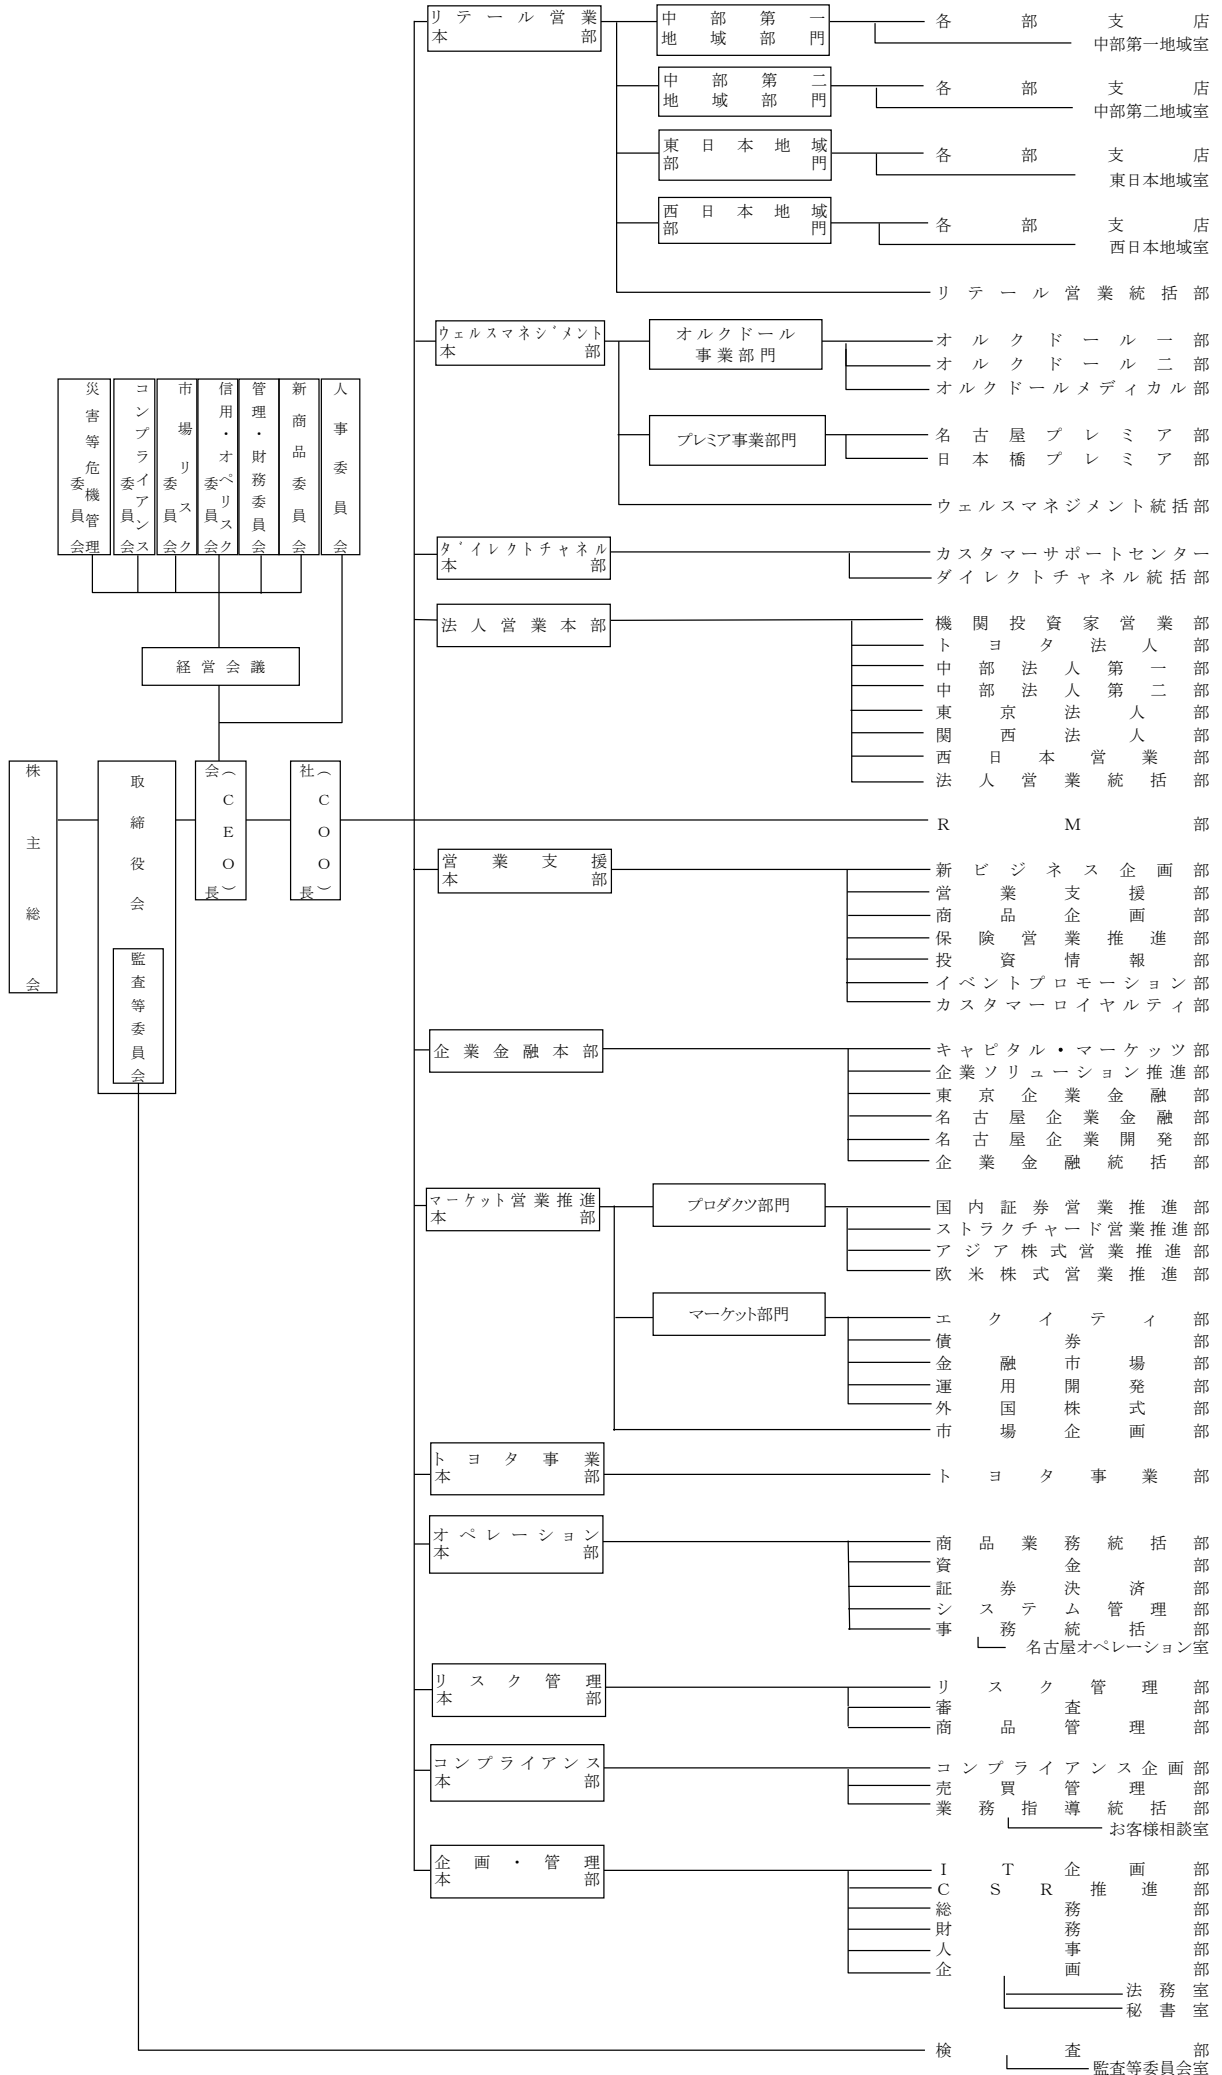 リテール営業
本部
中部第一
地域部門
各部支店
中部第一地域室
中部第二
地域部門
各部支店
中部第二地域室
東日本地域
部門
各部支店
東日本地域室
西日本地域
部門
各部支店
西日本地域室
リテール営業統括部
ウェルスマネジメント
本部
オルクドール
事業部門
オルクドール一部
オルクドール二部
オルクドールメディカル部
プレミア事業部門
名古屋プレミア部
日本橋プレミア部
ウェルスマネジメント統括部
災害等危機管理
委員会
コンプライアンス
委員会
市場リスク
委員会
信用・オペリスク
委員会
管理・財務委員会
新商品委員会
人事委員会
ダイレクトチャネル
本部
カスタマーサポートセンター
ダイレクトチャネル統括部
法人営業本部
機関投資家営業部
トヨタ法人部
中部法人第一部
中部法人第二部
東京法人部
関西法人部
西日本営業部
法人営業統括部
経営会議
株主総会
取締役会
監査等委員会
会長
(CEO)
社長
(COO)
RM部
営業支援
本部
新ビジネス企画部
営業支援部
商品企画部
保険営業推進部
投資情報部
イベントプロモーション部
カスタマーロイヤルティ部
企業金融本部
キャピタル・マーケッツ部
企業ソリューション推進部
東京企業金融部
名古屋企業金融部
名古屋企業開発部
企業金融統括部
マーケット営業推進
本部
プロダクツ部門
国内証券営業推進部
ストラクチャード営業推進部
アジア株式営業推進部
欧米株式営業推進部
マーケット部門
エクイティ部
債券部
金融市場部
運用開発部
外国株式部
市場企画部
トヨタ事業
本部
トヨタ事業部
オペレーション
本部
商品業務統括部
資金部
証券決済部
システム管理部
事務統括部
名古屋オペレーション室
リスク管理
本部
リスク管理部
審査部
商品管理部
コンプライアンス
本部
コンプライアンス企画部
売買管理部
業務指導統括部
お客様相談室
企画・管理
本部
IT企画部
CSR推進部
総務部
財務部
人事部
企画部
法務室
秘書室
検査部
監査等委員会室